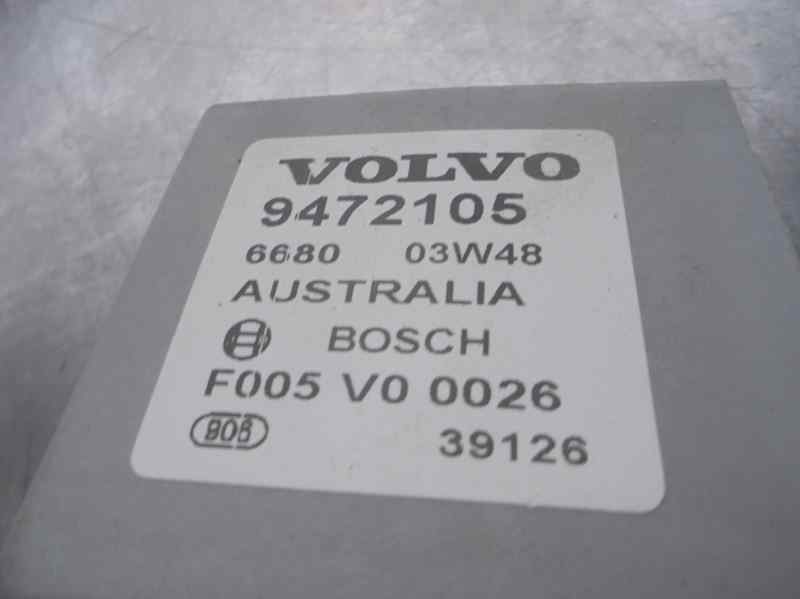 VOLVO
9472105
6680 03W48
AUSTRALIA
BOSCH
F005 V0 0026
39126